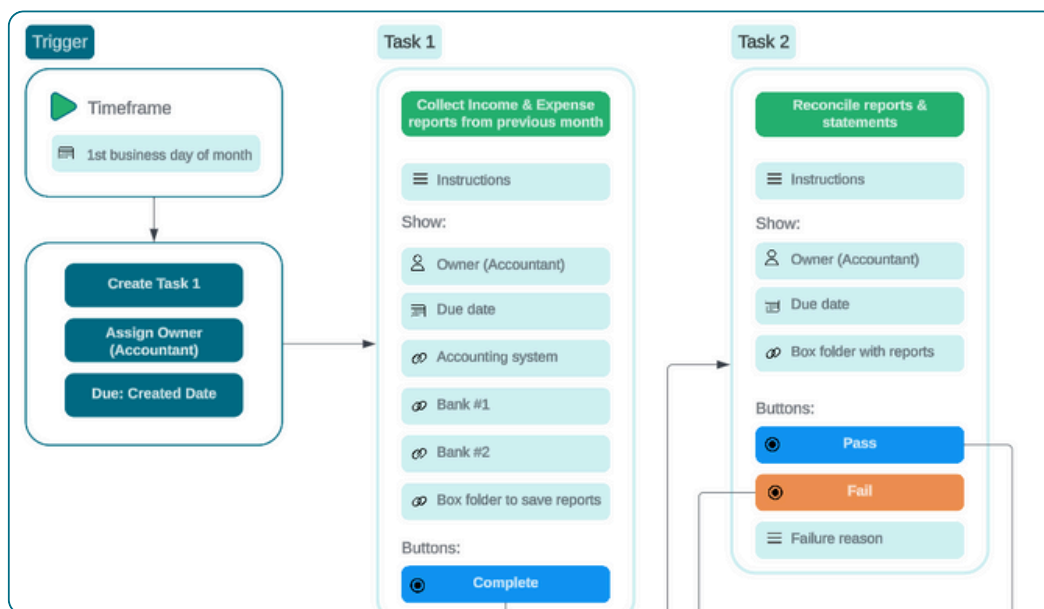 Trigger
Timeframe
1st business day of month
Create Task 1
Assign Owner
(Accountant)
Due: Created Date
Task 1
Collect Income & Expense
reports from previous month
Instructions
Show:
Owner (Accountant)
Due date
Accounting system
Bank #1
Bank #2
Box folder to save reports
Buttons:
Complete
Task 2
Reconcile reports &
statements
Instructions
Show:
Owner (Accountant)
Due date
Box folder with reports
Buttons:
Pass
Fail
Failure reason